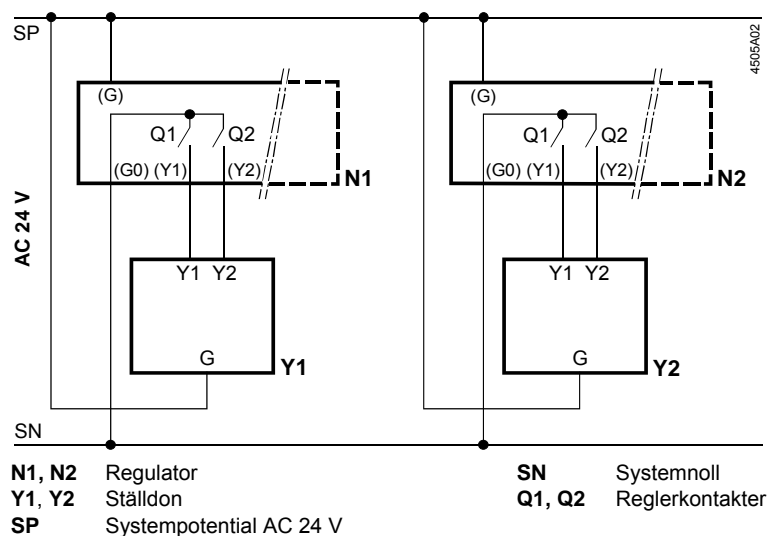 SP
4505A02
(G)
(G)
Q1 Q2
Q1 Q2
(G0) (Y1) (Y2) N1
(G0) (Y1) (Y2) N2
AC 24 V
Y1 Y2
Y1 Y2
G Y1
G Y2
SN
N1, N2 Regulator
Y1, Y2 Ställdon
SP Systempotential AC 24 V
SN Systemnoll
Q1, Q2 Reglerkontakter